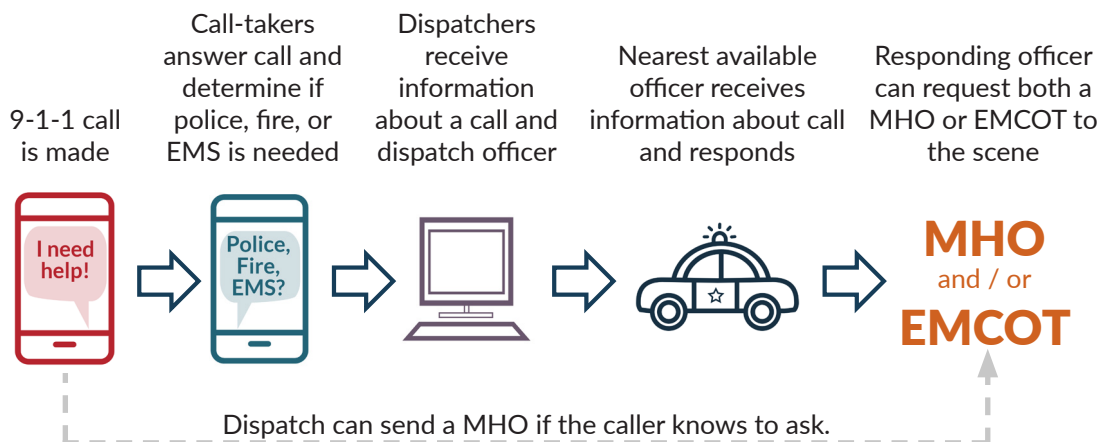 9-1-1 call
is made
Call-takers
answer call and
determine if
police, fire, or
EMS is needed
Dispatchers
receive
information
about a call and
dispatch officer
Nearest available
officer receives
information about call
and responds
Responding officer
can request both a
MHO or EMCOT to
the scene
I need
help!
Police,
Fire,
EMS?
MHO
and / or
EMCOT
Dispatch can send a MHO if the caller knows to ask.